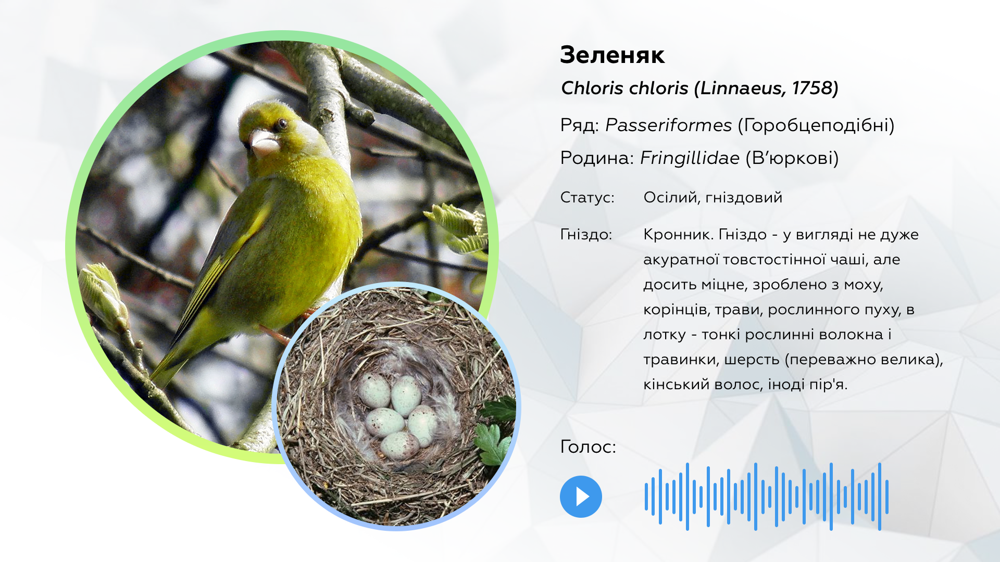 Зеленяк
Chloris chloris (Linnaeus, 1758)
Ряд: Passeriformes (Горобцеподібні)
Родина: Fringillidae (В’юркові)
Статус: Осілий, гніздовий
Гніздо: Кронник. Гніздо - у вигляді не дуже
акуратної товстостінної чаші, але
досить міцне, зроблено з моху,
корінців, трави, рослинного пуху, в
лотку - тонкі рослинні волокна і
травинки, шерсть (переважно велика),
кінський волос, іноді пір'я.
Голос: